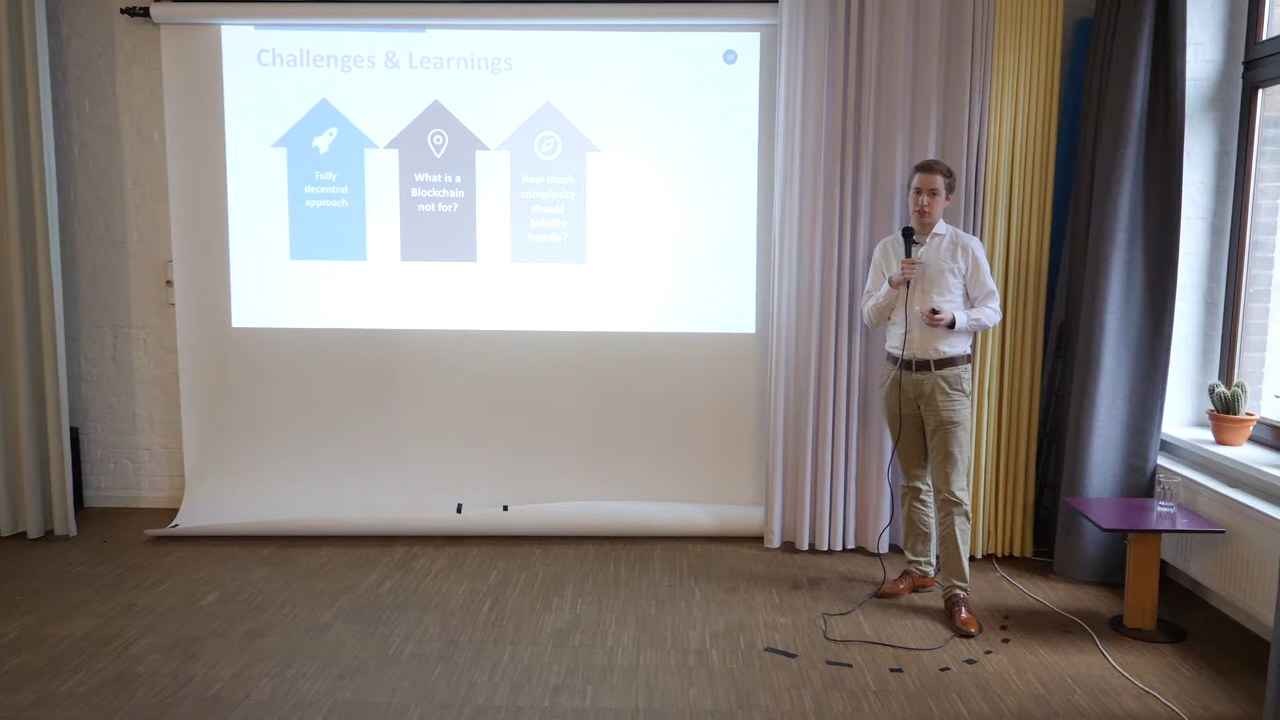 Challenges & Learnings
Fully
decentral
approach
What is a
Blockchain
not for?
How much
complexity
should
Solidity
handle?